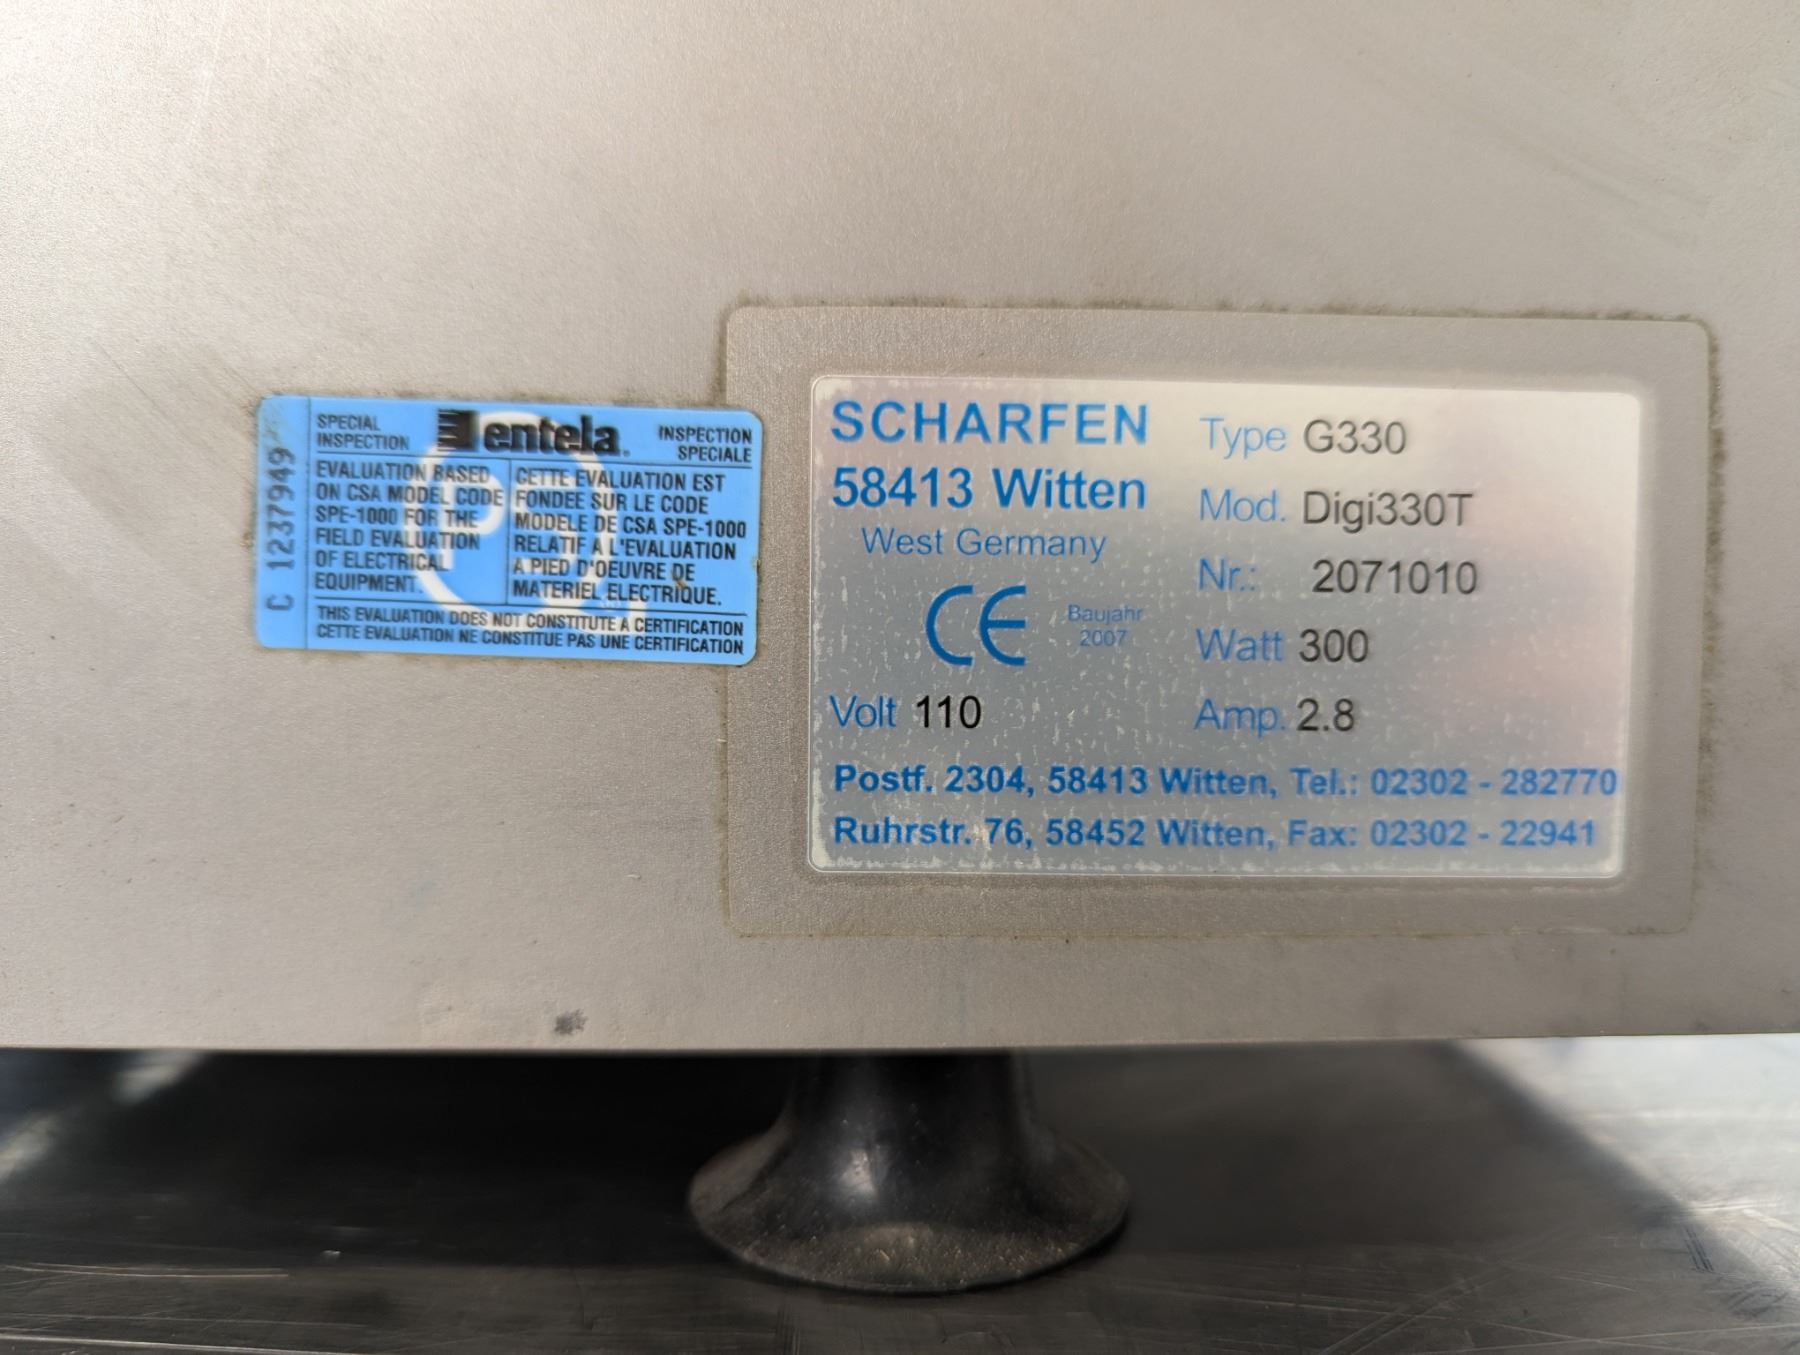 C 1237949
SPECIAL
INSPECTION
entela®
INSPECTION
SPECIALE
EVALUATION BASED
ON CSA MODEL CODE
SPE-1000 FOR THE
FIELD EVALUATION
OF ELECTRICAL
EQUIPMENT.
CETTE EVALUATION EST
FONDEE SUR LE CODE
MODELE DE CSA SPE-1000
RELATIF A L'EVALUATION
A PIED D'OEUVRE DE
MATERIEL ELECTRIQUE.
THIS EVALUATION DOES NOT CONSTITUTE A CERTIFICATION
CETTE EVALUATION NE CONSTITUE PAS UNE CERTIFICATION
SCHARFEN
58413 Witten
West Germany
CE
Baujahr
2007
Type G330
Mod. Digi330T
Nr.: 2071010
Watt 300
Volt 110
Amp. 2.8
Postf. 2304, 58413 Witten, Tel.: 02302 - 282770
Ruhrstr. 76, 58452 Witten, Fax: 02302 - 22941